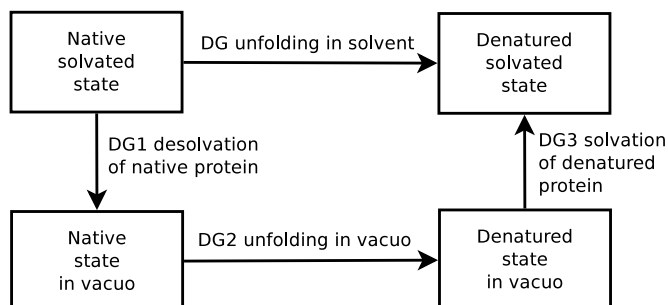 Native
solvated
state
DG unfolding in solvent
Denatured
solvated
state
DG1 desolvation
of native protein
DG3 solvation
of denatured
protein
Native
state
in vacuo
DG2 unfolding in vacuo
Denatured
state
in vacuo